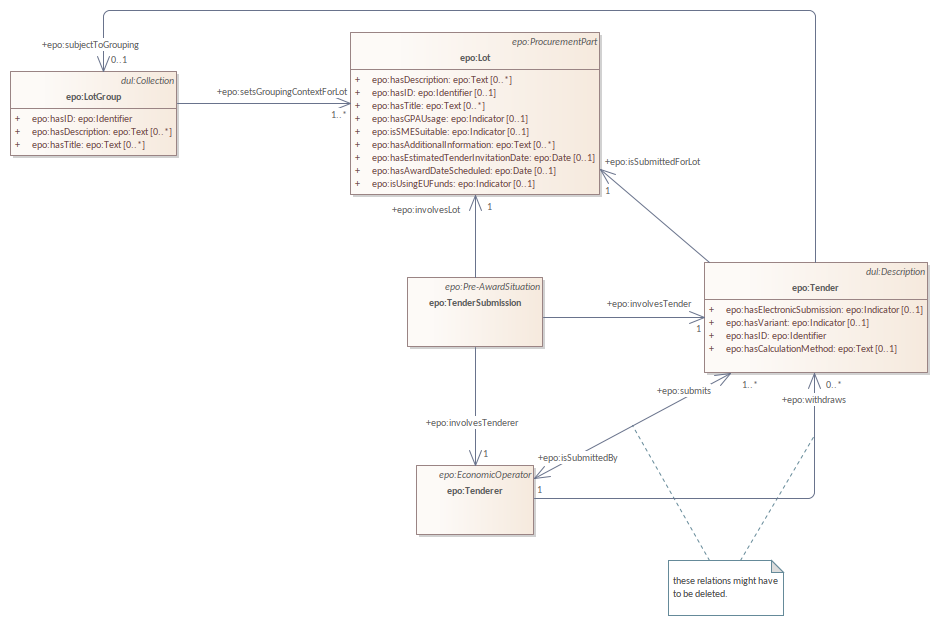 +epo:subjectToGrouping
0..1
dul:Collection
epo:LotGroup
+ epo:hasID: epo:Identifier
+ epo:hasDescription: epo:Text [0..*]
+ epo:hasTitle: epo:Text [0..*]
+epo:setsGroupingContextForLot
1..*
epo:ProcurementPart
epo:Lot
+ epo:hasDescription: epo:Text [0..*]
+ epo:hasID: epo:Identifier [0..1]
+ epo:hasTitle: epo:Text [0..*]
+ epo:hasGPAUsage: epo:Indicator [0..1]
+ epo:isSMESuitable: epo:Indicator [0..1]
+ epo:hasAdditionalInformation: epo:Text [0..*]
+ epo:hasEstimatedTenderInvitationDate: epo:Date [0..1]
+ epo:hasAwardDateScheduled: epo:Date [0..1]
+ epo:isUsingEUFunds: epo:Indicator [0..1]
+epo:isSubmittedForLot
1
+epo:involvesLot
1
epo:Pre-AwardSituation
epo:TenderSubmission
+epo:involvesTender
1
dul:Description
epo:Tender
+ epo:hasElectronicSubmission: epo:Indicator [0..1]
+ epo:hasVariant: epo:Indicator [0..1]
+ epo:hasID: epo:Identifier
+ epo:hasCalculationMethod: epo:Text [0..1]
+epo:submits
1..*
0..*
+epo:withdraws
+epo:involvesTenderer
1
+epo:isSubmittedBy
1
epo:EconomicOperator
epo:Tenderer
these relations might have
to be deleted.